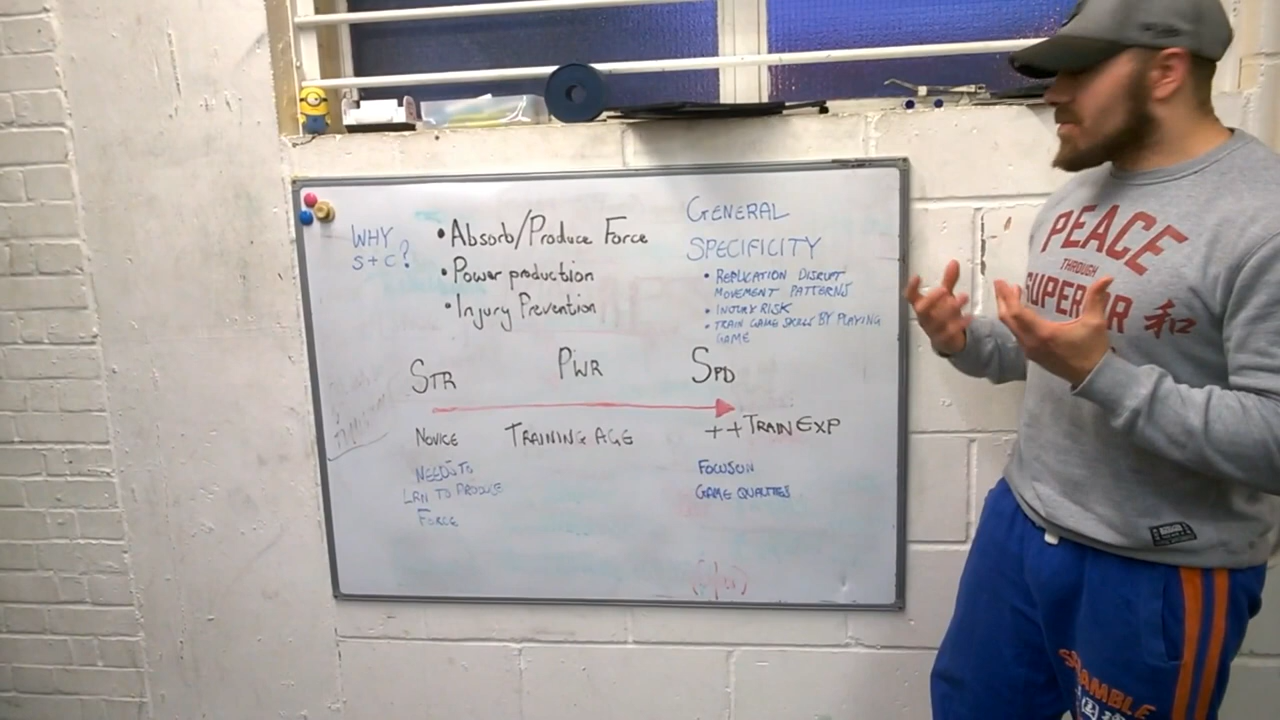 WHY
S+C?
• Absorb/Produce Force
• Power production
• Injury Prevention
GENERAL
SPECIFICITY
• REPLICATION DISRUPT
MOVEMENT PATTERNS
• INJURY RISK
• TRAIN GAME SKILLS BY PLAYING
GAME
STR
PWR
SPD
NOVICE
TRAINING AGE
++TRAIN EXP
NEEDS TO
LRN TO PRODUCE
FORCE
FOCUS ON
GAME QUALITIES
PEACE
THROUGH
SUPERIOR
和
SCRAMBLE